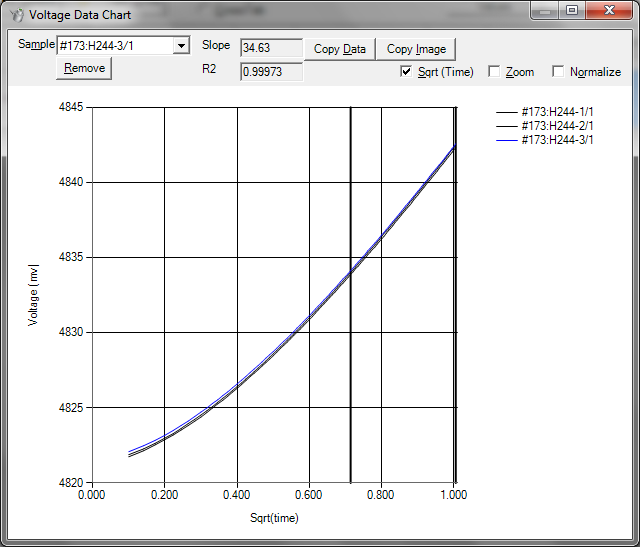 Voltage Data Chart
Sample #173:H244-3/1 Slope 34.63 Copy Data Copy Image
Remove R2 0.99973 Sqrt (Time) Zoom Normalize
4845
4840
4835
4830
4825
4820
Voltage (mv)
0.000 0.200 0.400 0.600 0.800 1.000
Sqrt(time)
#173:H244-1/1
#173:H244-2/1
#173:H244-3/1